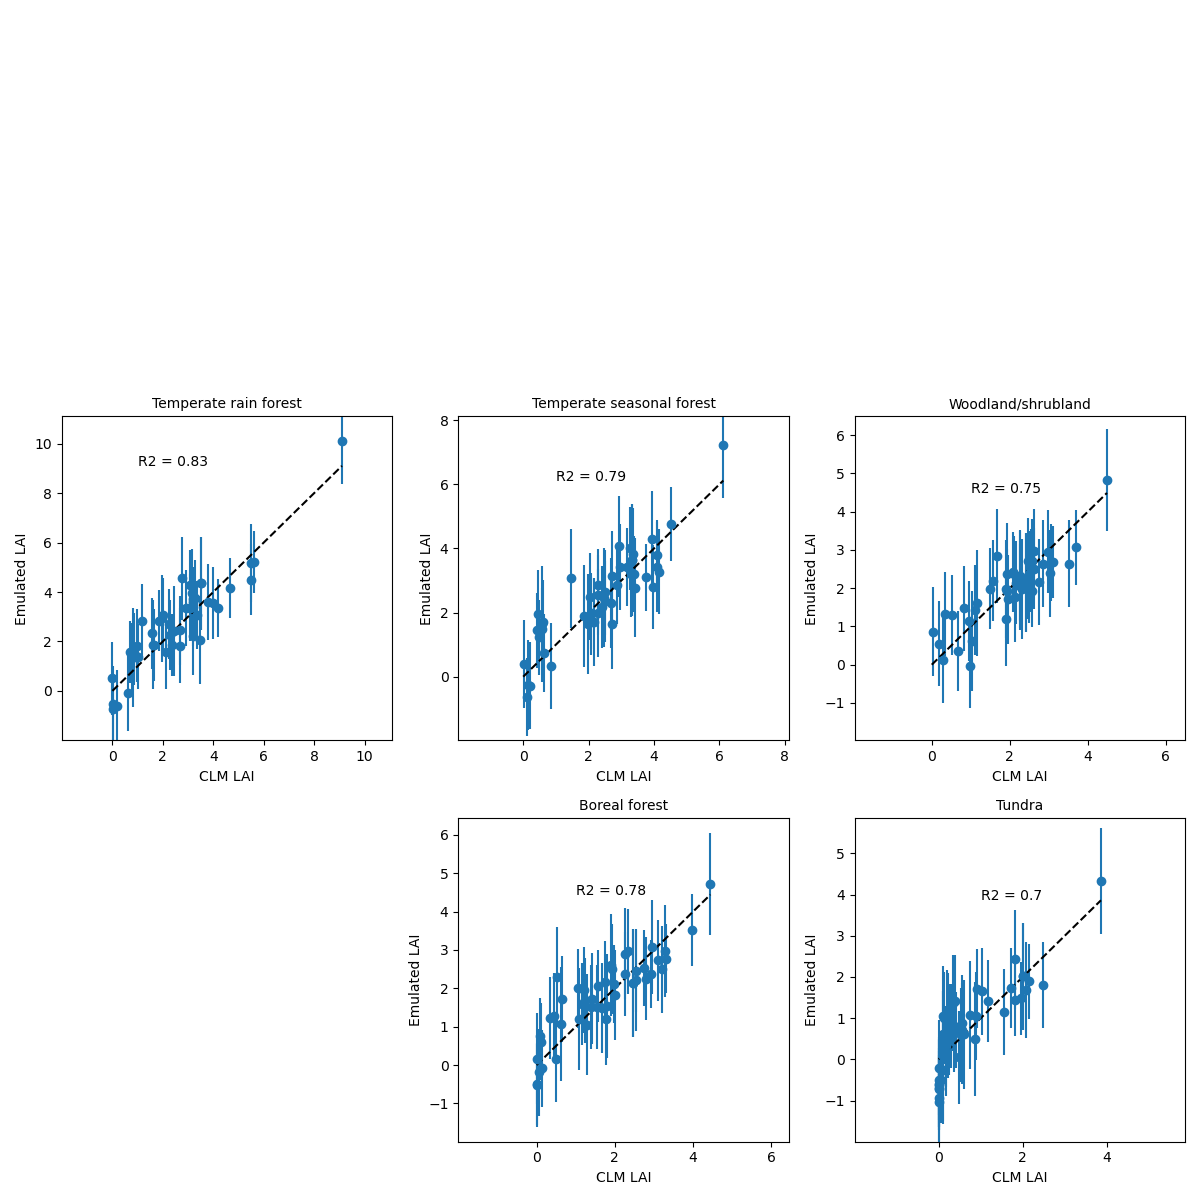 Temperate rain forest
R2 = 0.83
Emulated LAI
10
8
6
4
2
0
0 2 4 6 8 10
CLM LAI
Temperate seasonal forest
R2 = 0.79
Emulated LAI
8
6
4
2
0
0 2 4 6 8
CLM LAI
Woodland/shrubland
R2 = 0.75
Emulated LAI
6
5
4
3
2
1
0
−1
0 2 4 6
CLM LAI
Boreal forest
R2 = 0.78
Emulated LAI
6
5
4
3
2
1
0
−1
0 2 4 6
CLM LAI
Tundra
R2 = 0.7
Emulated LAI
5
4
3
2
1
0
−1
0 2 4
CLM LAI